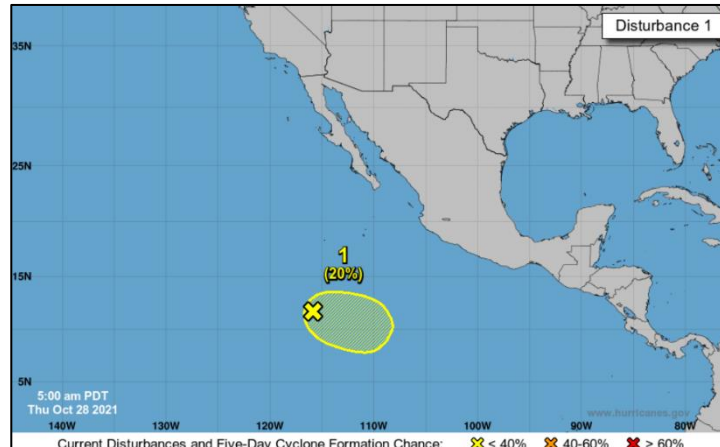 Disturbance 1
35N
25N
1
(20%)
15N
5N
5:00 am PDT
Thu Oct 28 2021
www.hurricanes.gov
140W 130W 120W 110W 100W 90W 80W
Current Disturbances and Five-Day Cyclone Formation Chance: < 40% 40-60% > 60%